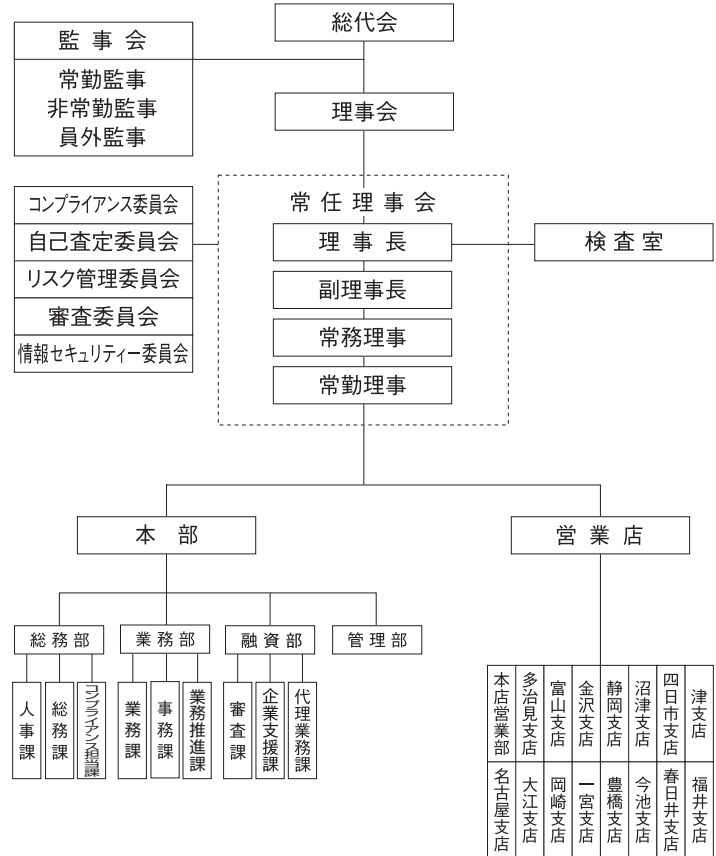 総代会
監事会
常勤監事
非常勤監事
員外監事
理事会
コンプライアンス委員会
自己査定委員会
リスク管理委員会
審査委員会
情報セキュリティー委員会
常任理事会
理事長
副理事長
常務理事
常勤理事
検査室
本部
営業店
総務部
業務部
融資部
管理部
人事課
総務課
コンプライアンス担当課
業務課
事務課
業務推進課
審査課
企業支援課
代理業務課
本店営業部
多治見支店
富山支店
金沢支店
静岡支店
沼津支店
四日市支店
津支店
名古屋支店
大江支店
岡崎支店
一宮支店
豊橋支店
今池支店
春日井支店
福井支店